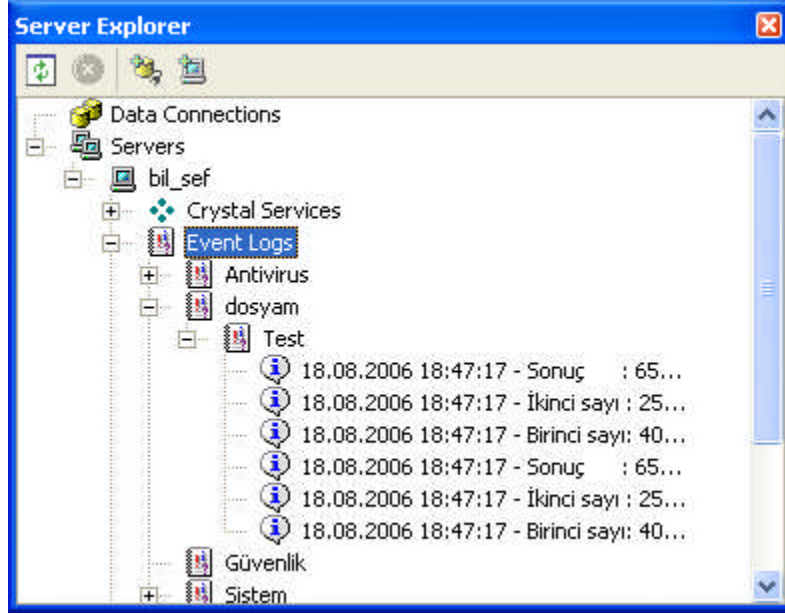 Server Explorer
Data Connections
Servers
bil_sef
Crystal Services
Event Logs
Antivirus
dosyam
Test
18.08.2006 18:47:17 - Sonuç : 65...
18.08.2006 18:47:17 - İkinci sayı : 25...
18.08.2006 18:47:17 - Birinci sayı: 40...
18.08.2006 18:47:17 - Sonuç : 65...
18.08.2006 18:47:17 - İkinci sayı : 25...
18.08.2006 18:47:17 - Birinci sayı: 40...
Güvenlik
Sistem